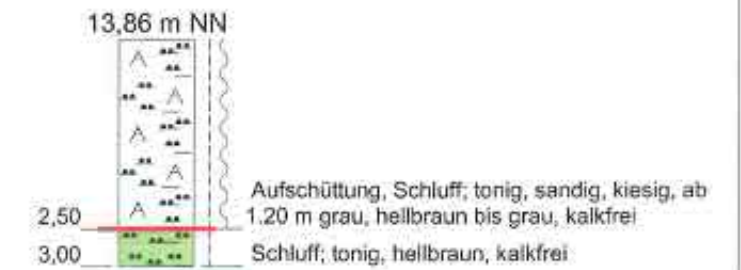 13,86 m NN
Aufschüttung, Schluff; tonig, sandig, kiesig, ab
2,50 1.20 m grau, hellbraun bis grau, kalkfrei
3,00 Schluff; tonig, hellbraun, kalkfrei